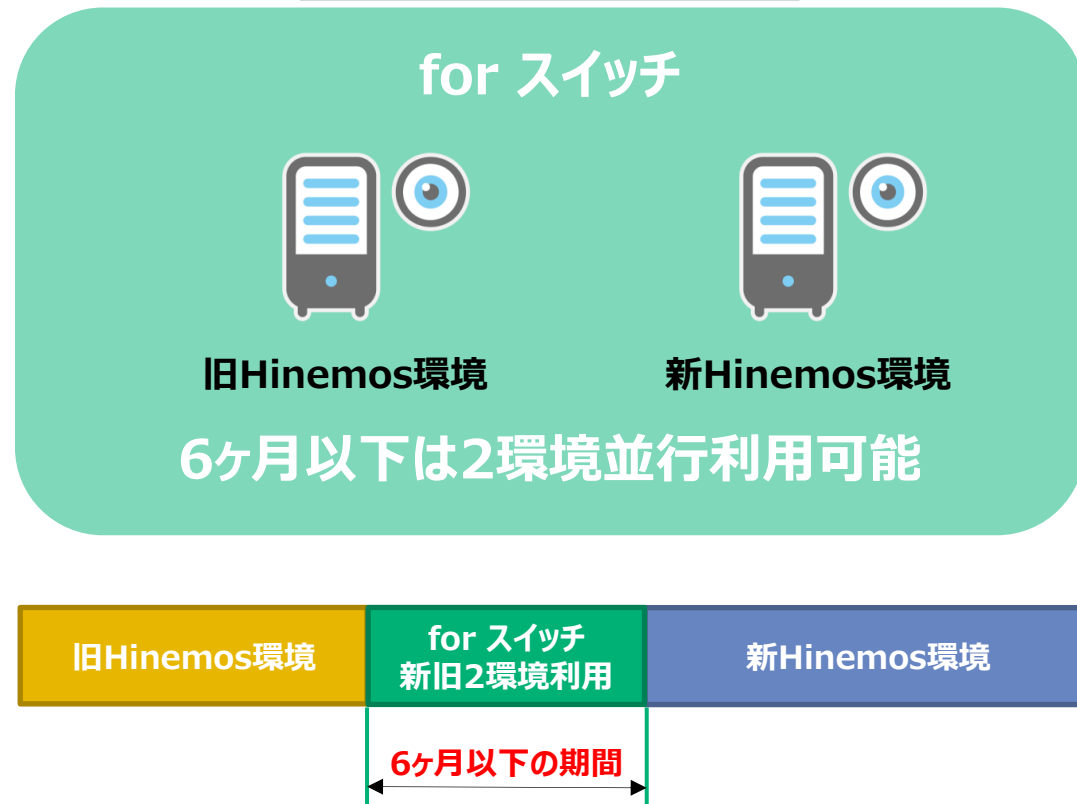 for スイッチ
旧Hinemos環境
新Hinemos環境
6ヶ月以下は2環境並行利用可能
旧Hinemos環境
for スイッチ
新旧2環境利用
新Hinemos環境
6ヶ月以下の期間